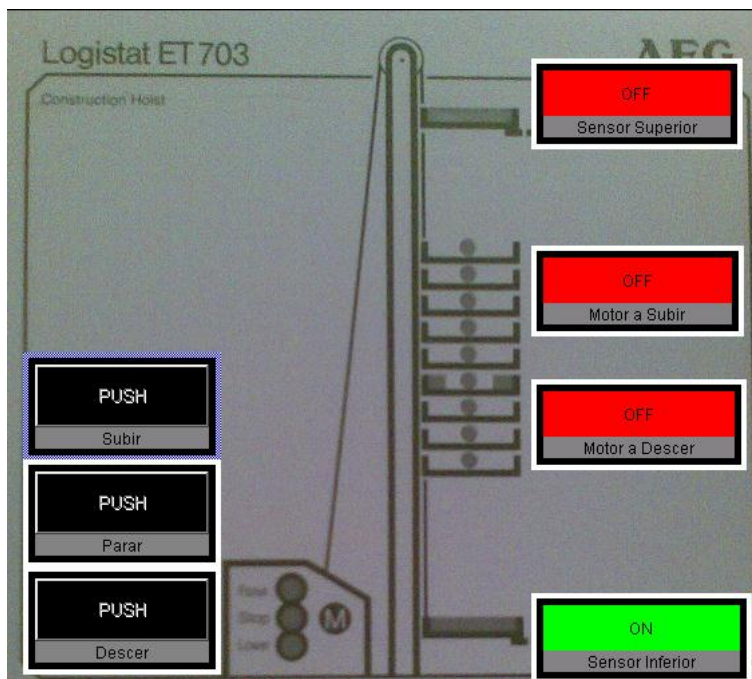 Logistat ET 703
AEG
Construction Hoist
OFF
Sensor Superior
OFF
Motor a Subir
OFF
Motor a Descer
PUSH
Subir
PUSH
Parar
PUSH
Descer
Raise
Stop
Lower
M
ON
Sensor Inferior